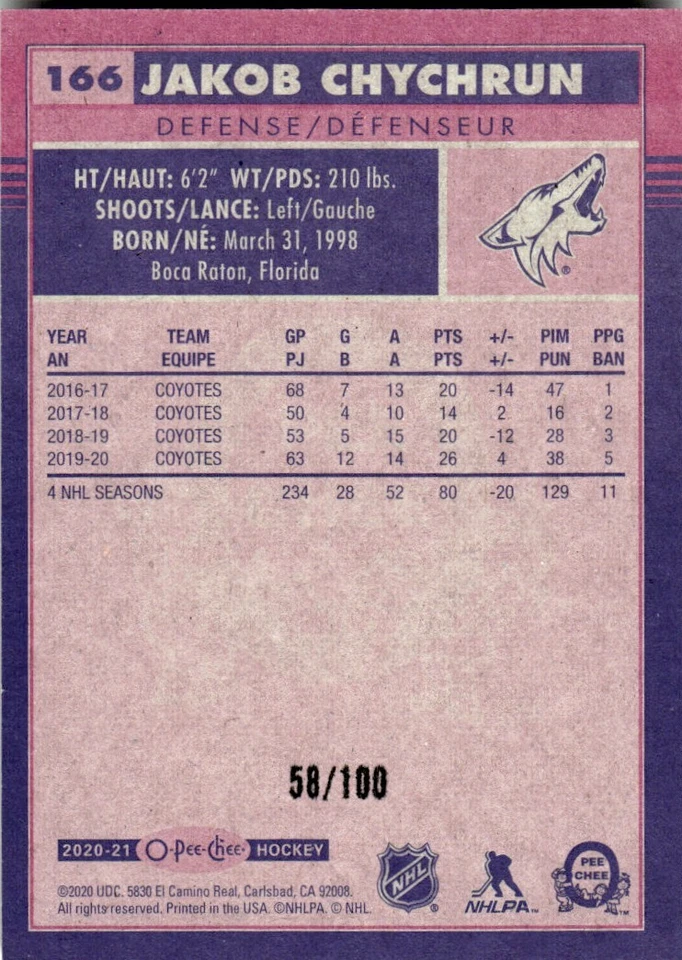 166 JAKOB CHYCHRUN
DEFENSE/DÉFENSEUR
HT/HAUT: 6'2" WT/PDS: 210 lbs.
SHOOTS/LANCE: Left/Gauche
BORN/NÉ: March 31, 1998
Boca Raton, Florida
®
YEAR TEAM GP G A PTS +/- PIM PPG
AN EQUIPE PJ B A PTS +/- PUN BAN
2016-17 COYOTES 68 7 13 20 -14 47 1
2017-18 COYOTES 50 4 10 14 2 16 2
2018-19 COYOTES 53 5 15 20 -12 28 3
2019-20 COYOTES 63 12 14 26 4 38 5
4 NHL SEASONS 234 28 52 80 -20 129 11
58/100
2020-21 O-Pee-Chee HOCKEY
NHL ®
NHLPA™
PEE
CHEE
™
©2020 UDC. 5830 El Camino Real, Carlsbad, CA 92008.
All rights reserved. Printed in the USA. ©NHLPA. © NHL.